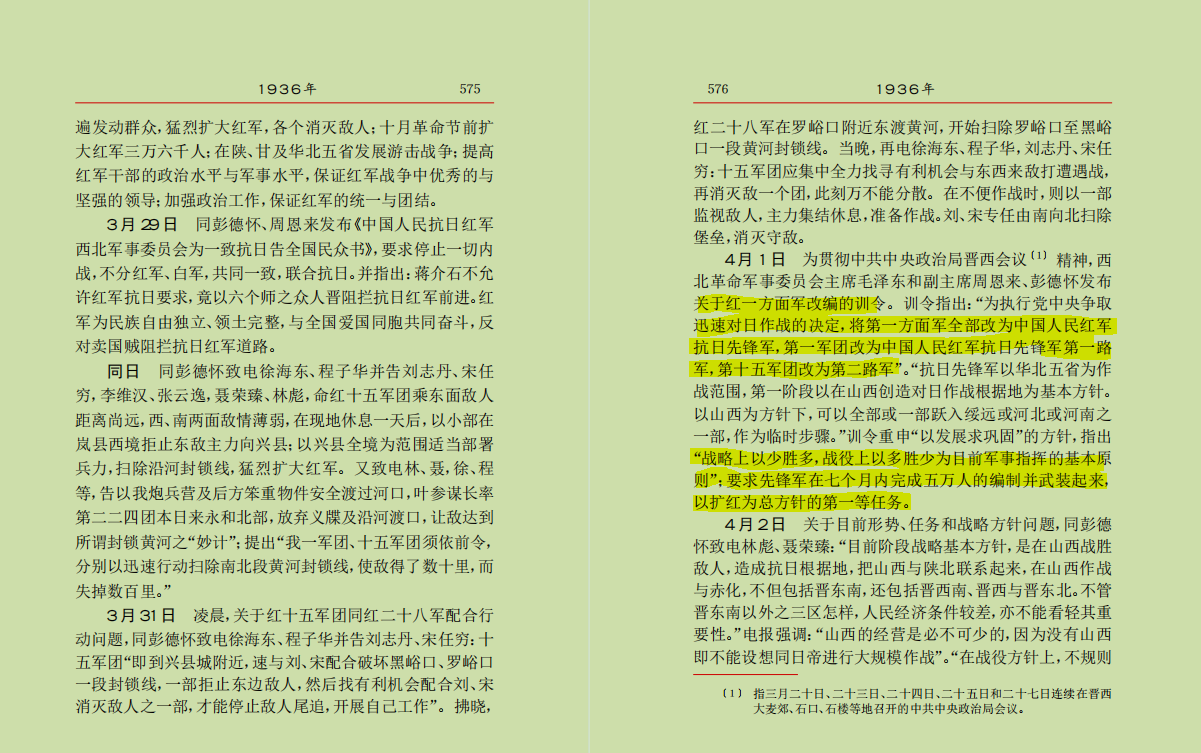 1936年 575
遍发动群众，猛烈扩大红军，各个消灭敌人；十月革命节前扩
大红军三万六千人；在陕、甘及华北五省发展游击战争；提高
红军干部的政治水平与军事水平，保证红军战争中优秀的与
坚强的领导；加强政治工作，保证红军的统一与团结。
3月29日 同彭德怀、周恩来发布《中国人民抗日红军
西北军事委员会为一致抗日告全国民众书》，要求停止一切内
战，不分红军、白军，共同一致，联合抗日。并指出：蒋介石不允
许红军抗日要求，竟以六个师之众人晋阻拦抗日红军前进。红
军为民族自由独立、领土完整，与全国爱国同胞共同奋斗，反
对卖国贼阻拦抗日红军道路。
同日 同彭德怀致电徐海东、程子华并告刘志丹、宋任
穷，李维汉、张云逸，聂荣臻、林彪，命红十五军团乘东面敌人
距离尚远，西、南两面敌情薄弱，在现地休息一天后，以小部在
岚县西境拒止东敌主力向兴县；以兴县全境为范围适当部署
兵力，扫除沿河封锁线，猛烈扩大红军。又致电林、聂，徐、程
等，告以我炮兵营及后方笨重物件安全渡过河口，叶参谋长率
第二二四团本日来永和北部，放弃义牒及沿河渡口，让敌达到
所谓封锁黄河之“妙计”；提出“我一军团、十五军团须依前令，
分别以迅速行动扫除南北段黄河封锁线，使敌得了数十里，而
失掉数百里。”
3月31日 凌晨，关于红十五军团同红二十八军配合行
动问题，同彭德怀致电徐海东、程子华并告刘志丹、宋任穷：十
五军团“即到兴县城附近，速与刘、宋配合破坏黑峪口、罗峪口
一段封锁线，一部拒止东边敌人，然后找有利机会配合刘、宋
消灭敌人之一部，才能停止敌人尾追，开展自己工作”。拂晓，
576 1936年
红二十八军在罗峪口附近东渡黄河，开始扫除罗峪口至黑峪
口一段黄河封锁线。当晚，再电徐海东、程子华，刘志丹、宋任
穷：十五军团应集中全力找寻有利机会与东西来敌打遭遇战，
再消灭敌一个团，此刻万不能分散。在不便作战时，则以一部
监视敌人，主力集结休息，准备作战。刘、宋专任由南向北扫除
堡垒，消灭守敌。
4月1日 为贯彻中共中央政治局晋西会议〔1〕精神，西
北革命军事委员会主席毛泽东和副主席周恩来、彭德怀发布
关于红一方面军改编的训令。训令指出：“为执行党中央争取
迅速对日作战的决定，将第一方面军全部改为中国人民红军
抗日先锋军，第一军团改为中国人民红军抗日先锋军第一路
军，第十五军团改为第二路军”。“抗日先锋军以华北五省为作
战范围，第一阶段以在山西创造对日作战根据地为基本方针。
以山西为方针下，可以全部或一部跃入绥远或河北或河南之
一部，作为临时步骤。”训令重申“以发展求巩固”的方针，指出
“战略上以少胜多，战役上以多胜少为目前军事指挥的基本原
则”；要求先锋军在七个月内完成五万人的编制并武装起来，
以扩红为总方针的第一等任务。
4月2日 关于目前形势、任务和战略方针问题，同彭德
怀致电林彪、聂荣臻：“目前阶段战略基本方针，是在山西战胜
敌人，造成抗日根据地，把山西与陕北联系起来，在山西作战
与赤化，不但包括晋东南，还包括晋西南、晋西与晋东北。不管
晋东南以外之三区怎样，人民经济条件较差，亦不能看轻其重
要性。”电报强调：“山西的经营是必不可少的，因为没有山西
即不能设想同日帝进行大规模作战”。“在战役方针上，不规则
〔1〕 指三月二十日、二十三日、二十四日、二十五日和二十七日连续在晋西
大麦郊、石口、石楼等地召开的中共中央政治局会议。